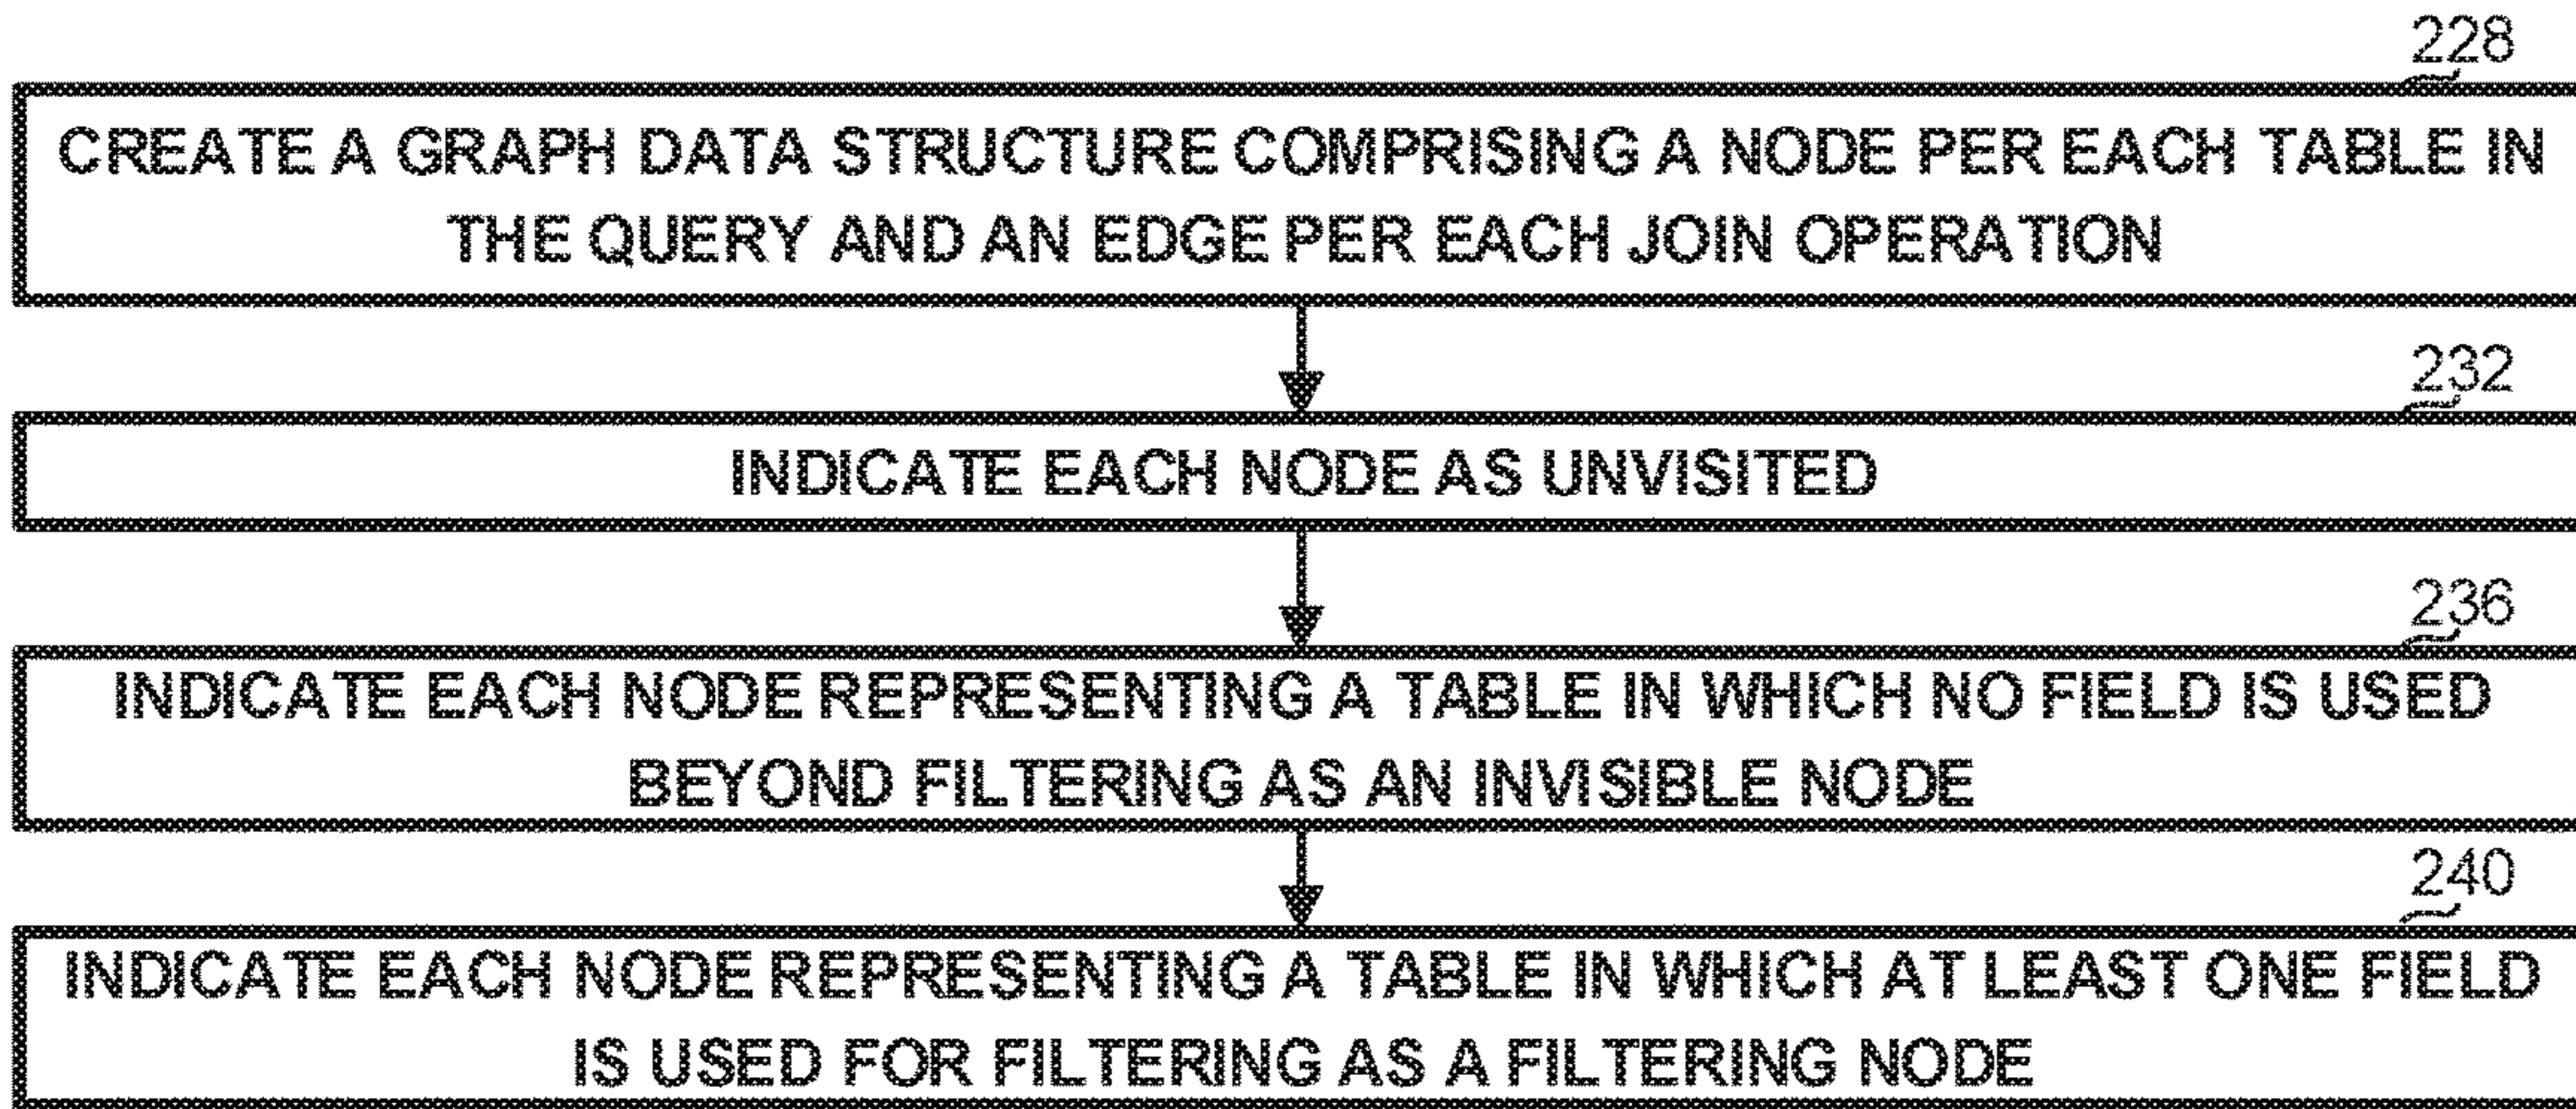 228
CREATE A GRAPH DATA STRUCTURE COMPRISING A NODE PER EACH TABLE IN
THE QUERY AND AN EDGE PER EACH JOIN OPERATION
232
INDICATE EACH NODE AS UNVISITED
236
INDICATE EACH NODE REPRESENTING A TABLE IN WHICH NO FIELD IS USED
BEYOND FILTERING AS AN INVISIBLE NODE
240
INDICATE EACH NODE REPRESENTING A TABLE IN WHICH AT LEAST ONE FIELD
IS USED FOR FILTERING AS A FILTERING NODE